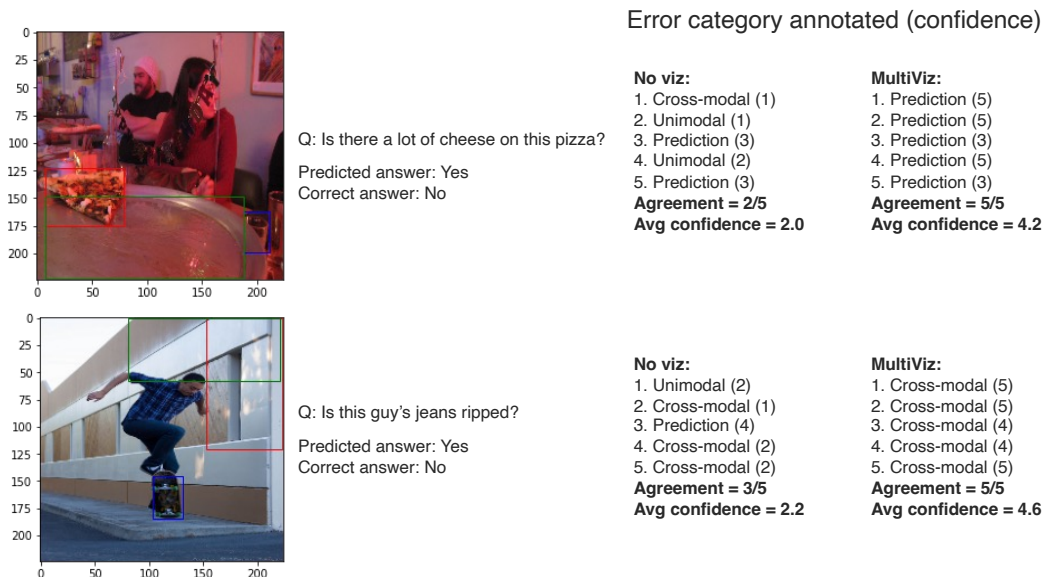 Error category annotated (confidence)
0
25
50
75
100
125
150
175
200
0 50 100 150 200
Q: Is there a lot of cheese on this pizza?
Predicted answer: Yes
Correct answer: No
No viz:
1. Cross-modal (1)
2. Unimodal (1)
3. Prediction (3)
4. Unimodal (2)
5. Prediction (3)
Agreement = 2/5
Avg confidence = 2.0
MultiViz:
1. Prediction (5)
2. Prediction (5)
3. Prediction (3)
4. Prediction (5)
5. Prediction (3)
Agreement = 5/5
Avg confidence = 4.2
0
25
50
75
100
125
150
175
200
0 50 100 150 200
Q: Is this guy's jeans ripped?
Predicted answer: Yes
Correct answer: No
No viz:
1. Unimodal (2)
2. Cross-modal (1)
3. Prediction (4)
4. Cross-modal (2)
5. Cross-modal (2)
Agreement = 3/5
Avg confidence = 2.2
MultiViz:
1. Cross-modal (5)
2. Cross-modal (5)
3. Cross-modal (4)
4. Cross-modal (4)
5. Cross-modal (5)
Agreement = 5/5
Avg confidence = 4.6